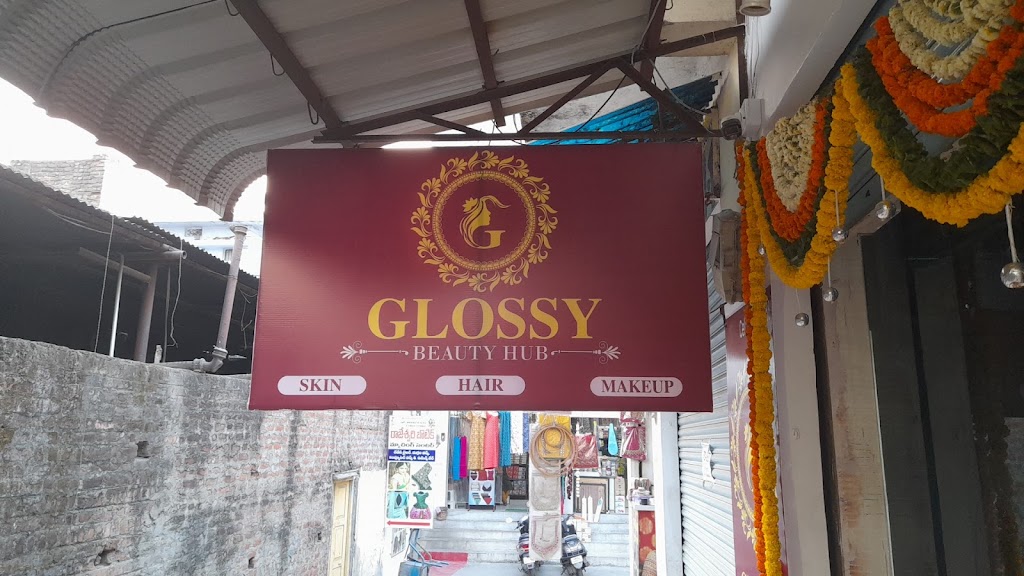 G
GLOSSY
BEAUTY HUB
SKIN
HAIR
MAKEUP